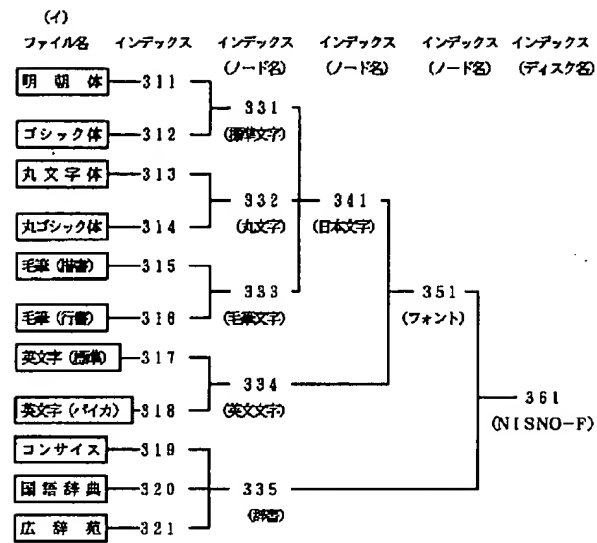 (イ)
ファイル名 インデックス インデックス インデックス インデックス インデックス
(ノード名) (ノード名) (ノード名) (ディスク名)
明朝体 311
331
(標準文字)
ゴシック体 312
丸文字体 313
332 341
(丸文字) (日本文字)
丸ゴシック体 314
毛筆(楷書) 315
333 351
(毛筆文字) (フォント)
毛筆(行書) 316
英文字(標準) 317
334 361
(英文文字) (NISNO-F)
英文字(パイカ) 318
コンサイス 319
国語辞典 320 335
(辞書)
広辞苑 321